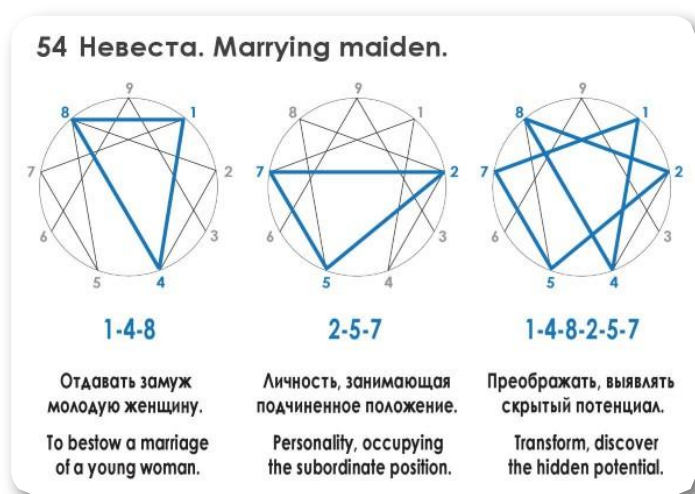 54 Невеста. Marrying maiden.
9
8 1
7 2
6 3
5 4
9
8 1
7 2
6 3
5 4
9
8 1
7 2
6 3
5 4
1-4-8
2-5-7
1-4-8-2-5-7
Отдавать замуж
молодую женщину.
To bestow a marriage
of a young woman.
Личность, занимающая
подчиненное положение.
Personality, occupying
the subordinate position.
Преображать, выявлять
скрытый потенциал.
Transform, discover
the hidden potential.